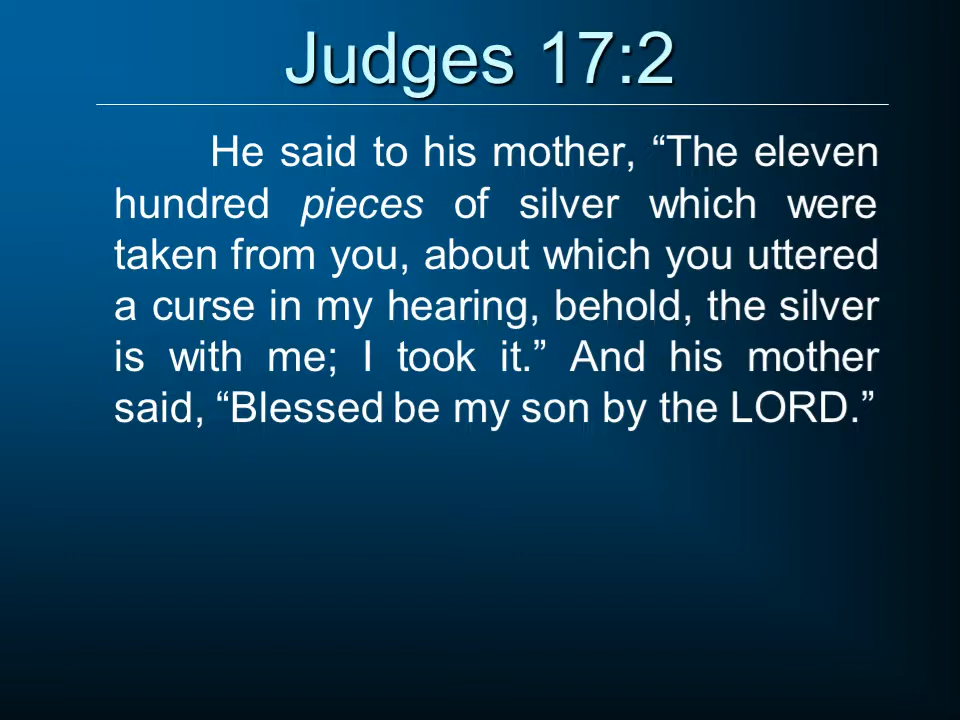 Judges 17:2
He said to his mother, “The eleven
hundred pieces of silver which were
taken from you, about which you uttered
a curse in my hearing, behold, the silver
is with me; I took it.” And his mother
said, “Blessed be my son by the LORD.”